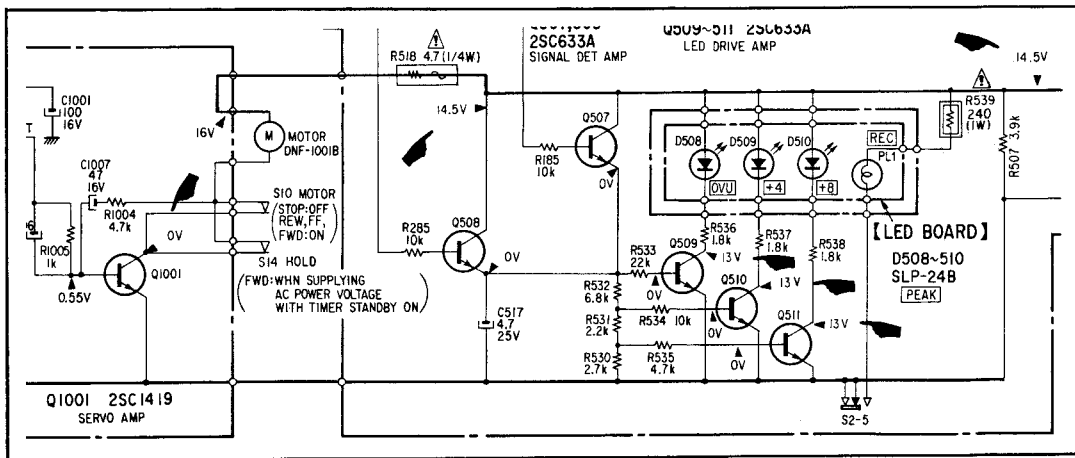 2SC633A
SIGNAL DET AMP
Q509~511 2SC633A
LED DRIVE AMP
R518 4.7(1/4W)
14.5V
C1001
100
16V
T
16V
M
MOTOR
DNF-1001B
14.5V
Q507
R185
10k
0V
D508
D509
D510
REC
PL1
R539
240
(1W)
R507 3.9k
0VU
+4
+8
【LED BOARD】
D508~510
SLP-24B
PEAK
C1007
47
16V
R1004
4.7k
S10 MOTOR
(STOP:OFF
REW,FF,
FWD:ON)
0V
S14 HOLD
(FWD:WHN SUPPLYING
AC POWER VOLTAGE
WITH TIMER STANDBY ON)
R1005
1k
0.55V
Q1001
R285
10k
Q508
0V
C517
4.7
25V
R533
22k
0V
R532
6.8k
R531
2.2k
R530
2.7k
R534 10k
R535
4.7k
Q509
R536
1.8k
13V
R537
1.8k
Q510
13V
0V
R538
1.8k
Q511
13V
0V
S2-5
Q1001 2SC1419
SERVO AMP